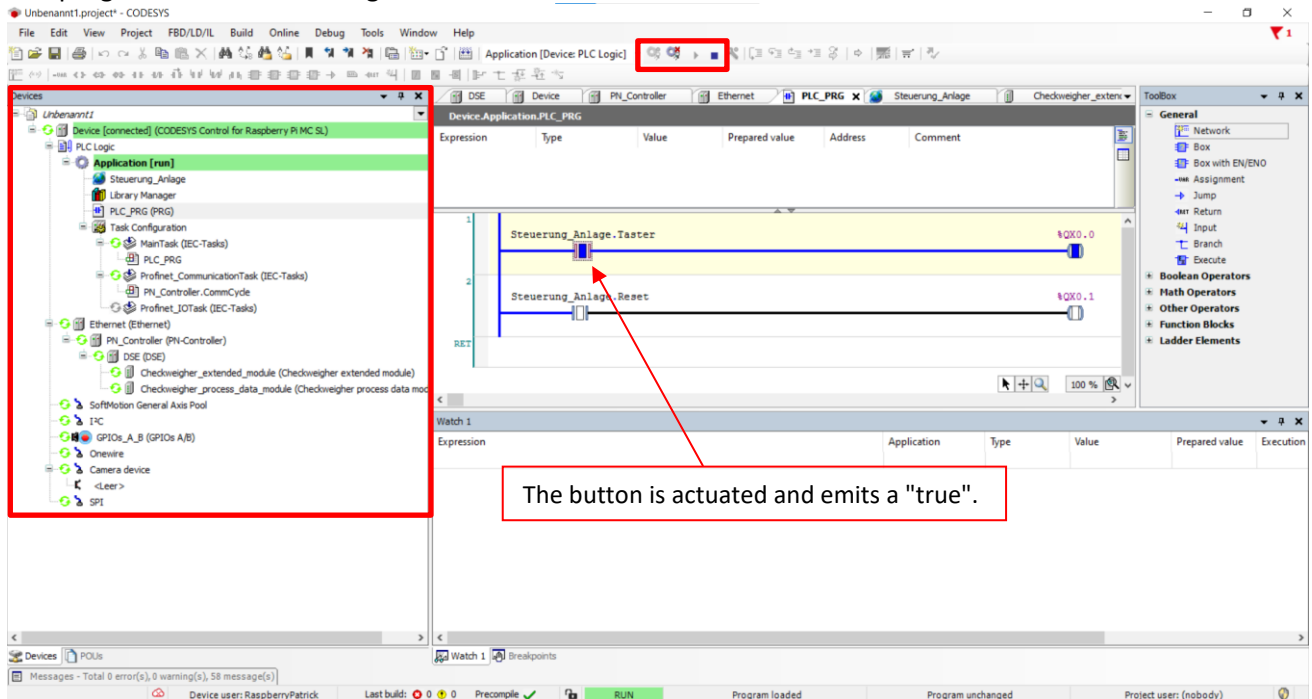 Unbenannt1.project* - CODESYS
File Edit View Project FBD/LD/IL Build Online Debug Tools Window Help
1
Application [Device: PLC Logic]
Devices
Unbenannt1
Device [connected] (CODESYS Control for Raspberry Pi MC SL)
PLC Logic
Application [run]
Steuerung_Anlage
Library Manager
PLC_PRG (PRG)
Task Configuration
MainTask (IEC-Tasks)
PLC_PRG
Profinet_CommunicationTask (IEC-Tasks)
PN_Controller.CommCycle
Profinet_IOTask (IEC-Tasks)
Ethernet (Ethernet)
PN_Controller (PN-Controller)
DSE (DSE)
Checkweigher_extended_module (Checkweigher extended module)
Checkweigher_process_data_module (Checkweigher process data mod
SoftMotion General Axis Pool
I²C
GPIOs_A_B (GPIOs A/B)
Onewire
Camera device
<Leer>
SPI
Devices POUs
DSE Device PN_Controller Ethernet PLC_PRG Steuerung_Anlage Checkweigher_extenc
Device.Application.PLC_PRG
Expression Type Value Prepared value Address Comment
1
Steuerung_Anlage.Taster %QX0.0
2
Steuerung_Anlage.Reset %QX0.1
RET
100 %
Watch 1
Expression Application Type Value Prepared value Execution
The button is actuated and emits a "true".
Watch 1 Breakpoints
ToolBox
General
Network
Box
Box with EN/ENO
Assignment
Jump
Return
Input
Branch
Execute
Boolean Operators
Math Operators
Other Operators
Function Blocks
Ladder Elements
Messages - Total 0 error(s), 0 warning(s), 58 message(s)
Device user: RaspberryPatrick Last build: 0 0 Precompile RUN Program loaded Program unchanged Project user: (nobody)